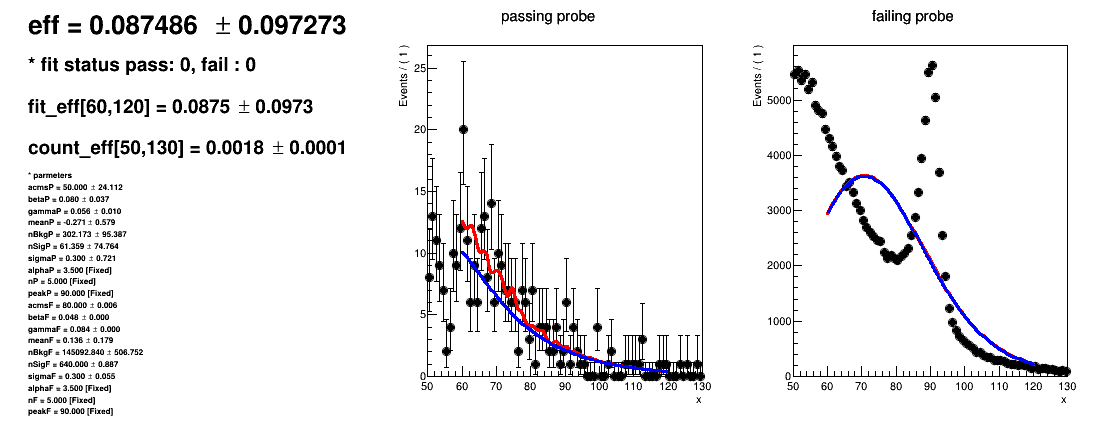 eff = 0.087486 ± 0.097273
* fit status pass: 0, fail : 0
fit_eff[60,120] = 0.0875 ± 0.0973
count_eff[50,130] = 0.0018 ± 0.0001
* parmeters
acmsP = 50.000 ± 24.112
betaP = 0.080 ± 0.037
gammaP = 0.056 ± 0.010
meanP = -0.271 ± 0.579
nBkgP = 302.173 ± 95.387
nSigP = 61.359 ± 74.764
sigmaP = 0.300 ± 0.721
alphaP = 3.500 [Fixed]
nP = 5.000 [Fixed]
peakP = 90.000 [Fixed]
acmsF = 80.000 ± 0.006
betaF = 0.048 ± 0.000
gammaF = 0.084 ± 0.000
meanF = 0.136 ± 0.179
nBkgF = 145092.840 ± 506.752
nSigF = 640.000 ± 0.887
sigmaF = 0.300 ± 0.055
alphaF = 3.500 [Fixed]
nF = 5.000 [Fixed]
peakF = 90.000 [Fixed]
passing probe
Events / ( 1 )
25
20
15
10
5
0
50 60 70 80 90 100 110 120 130
x
failing probe
Events / ( 1 )
5000
4000
3000
2000
1000
0
50 60 70 80 90 100 110 120 130
x